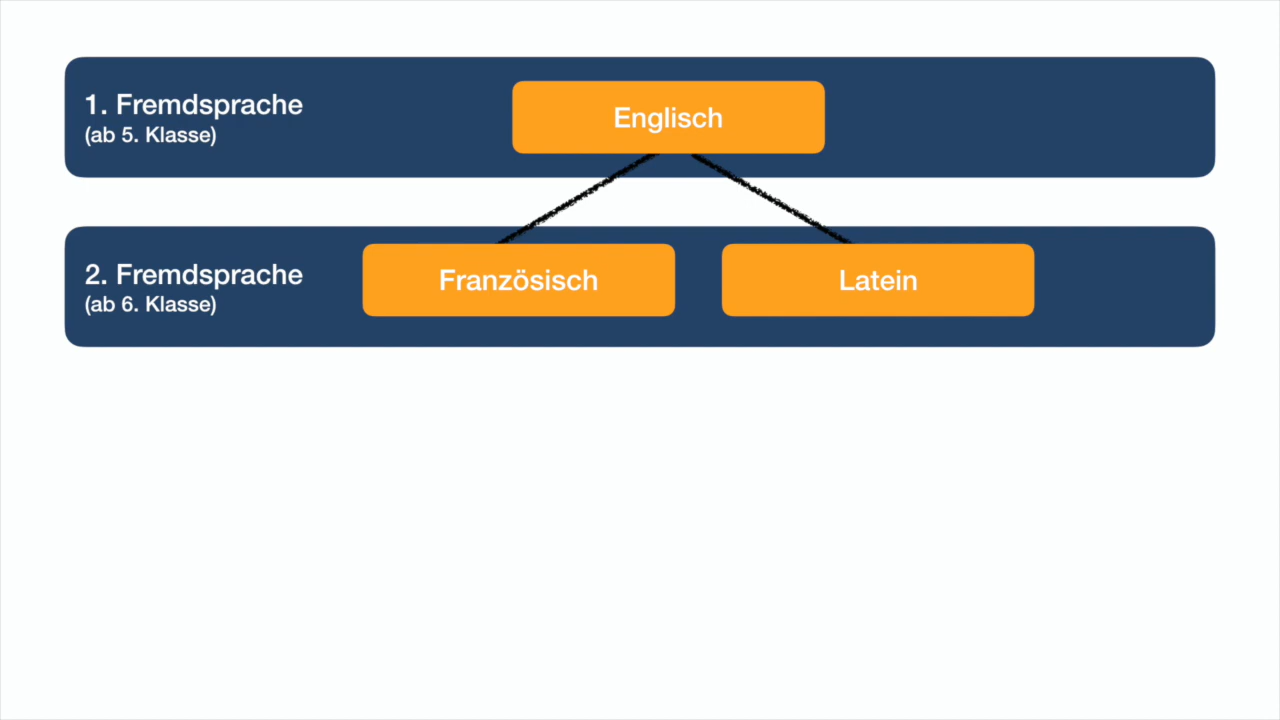 1. Fremdsprache
(ab 5. Klasse)
Englisch
2. Fremdsprache
(ab 6. Klasse)
Französisch
Latein